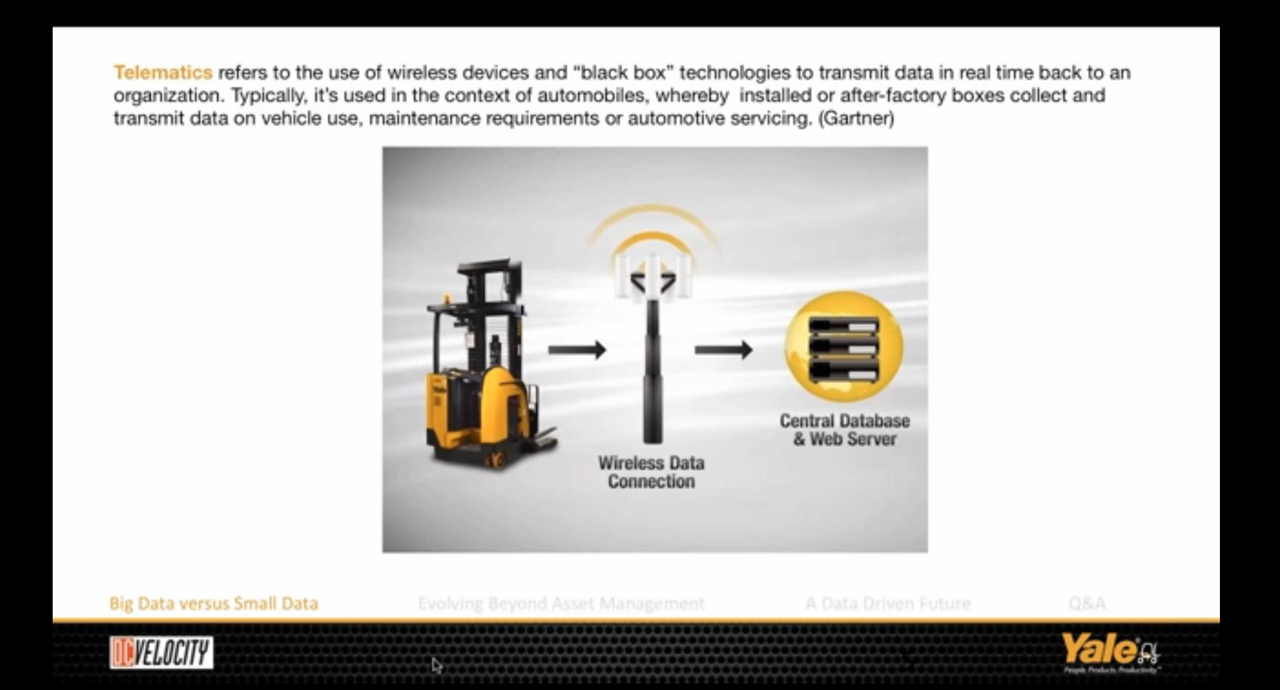 Telematics refers to the use of wireless devices and “black box” technologies to transmit data in real time back to an
organization. Typically, it’s used in the context of automobiles, whereby installed or after-factory boxes collect and
transmit data on vehicle use, maintenance requirements or automotive servicing. (Gartner)
Wireless Data
Connection
Central Database
& Web Server
Big Data versus Small Data
Evolving Beyond Asset Management
A Data Driven Future
Q&A
DCVELOCITY
Yale
People. Products. Productivity.™